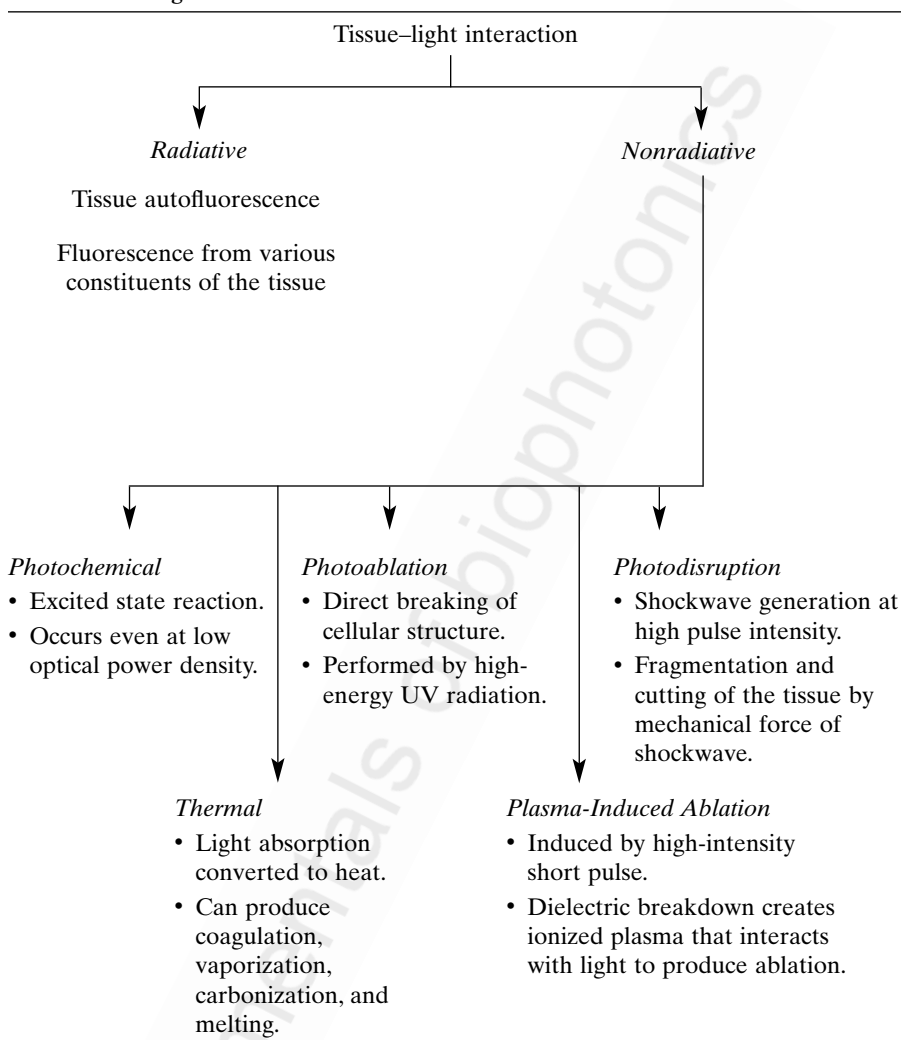 Tissue–light interaction
Radiative
Nonradiative
Tissue autofluorescence
Fluorescence from various
constituents of the tissue
Photochemical
• Excited state reaction.
• Occurs even at low
optical power density.
Photoablation
• Direct breaking of
cellular structure.
• Performed by high-
energy UV radiation.
Photodisruption
• Shockwave generation at
high pulse intensity.
• Fragmentation and
cutting of the tissue by
mechanical force of
shockwave.
Thermal
• Light absorption
converted to heat.
• Can produce
coagulation,
vaporization,
carbonization, and
melting.
Plasma-Induced Ablation
• Induced by high-intensity
short pulse.
• Dielectric breakdown creates
ionized plasma that interacts
with light to produce ablation.
mentals of biophotonics